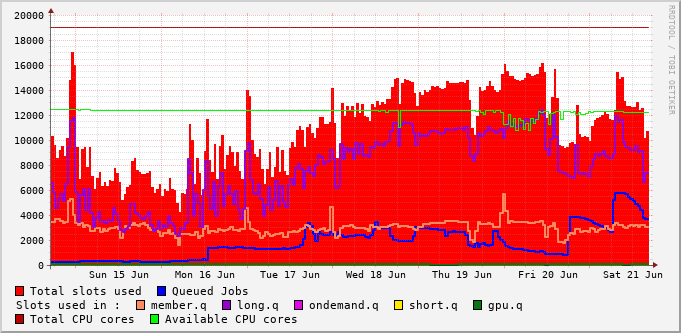 20000
18000
16000
14000
12000
10000
8000
6000
4000
2000
0
Sun 15 Jun Mon 16 Jun Tue 17 Jun Wed 18 Jun Thu 19 Jun Fri 20 Jun Sat 21 Jun
Total slots used Queued Jobs
Slots used in : member.q long.q ondemand.q short.q gpu.q
Total CPU cores Available CPU cores
RRDTOOL / TOBI OETIKER